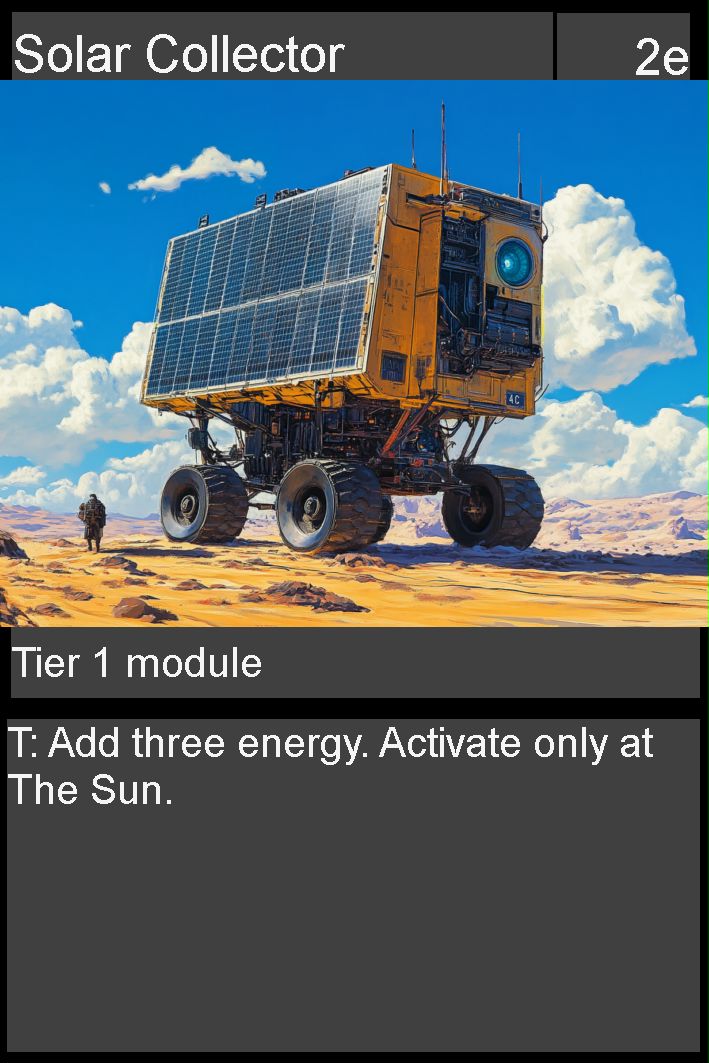 Solar Collector 2e
4C
Tier 1 module
T: Add three energy. Activate only at
The Sun.